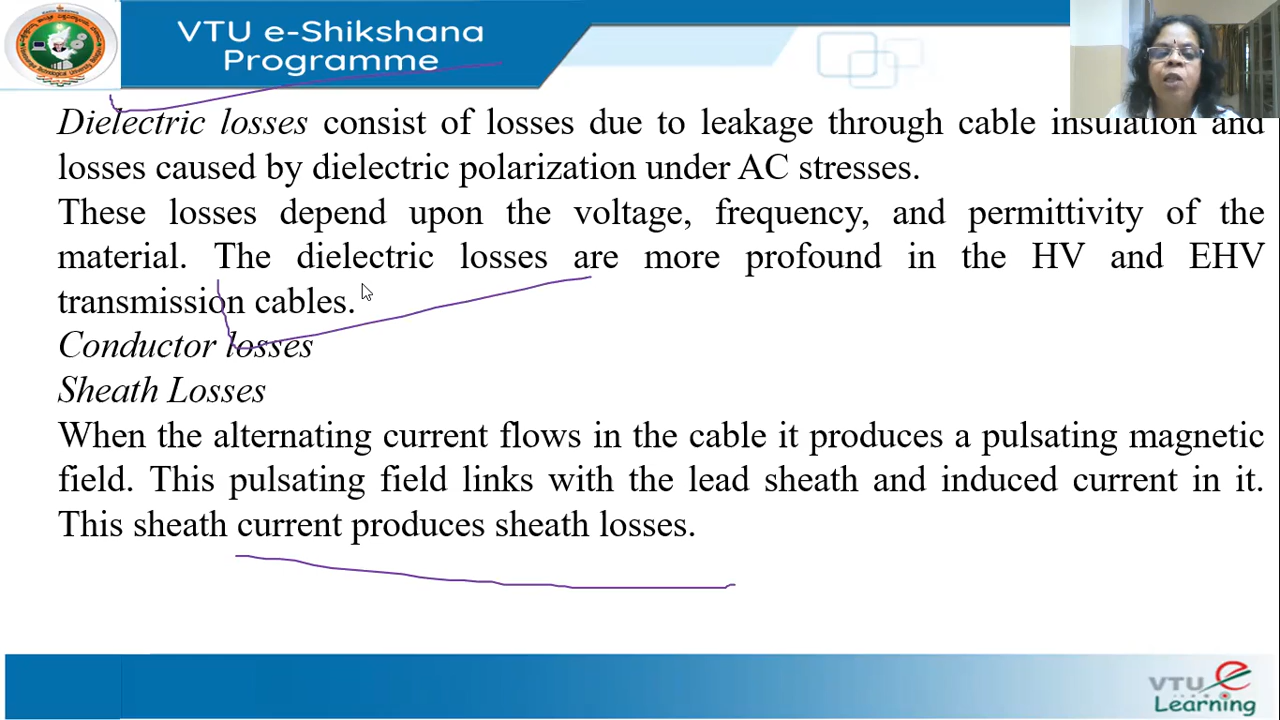 VTU e-Shikshana
Programme
Dielectric losses consist of losses due to leakage through cable insulation and
losses caused by dielectric polarization under AC stresses.
These losses depend upon the voltage, frequency, and permittivity of the
material. The dielectric losses are more profound in the HV and EHV
transmission cables.
Conductor losses
Sheath Losses
When the alternating current flows in the cable it produces a pulsating magnetic
field. This pulsating field links with the lead sheath and induced current in it.
This sheath current produces sheath losses.
VTU e
Learning